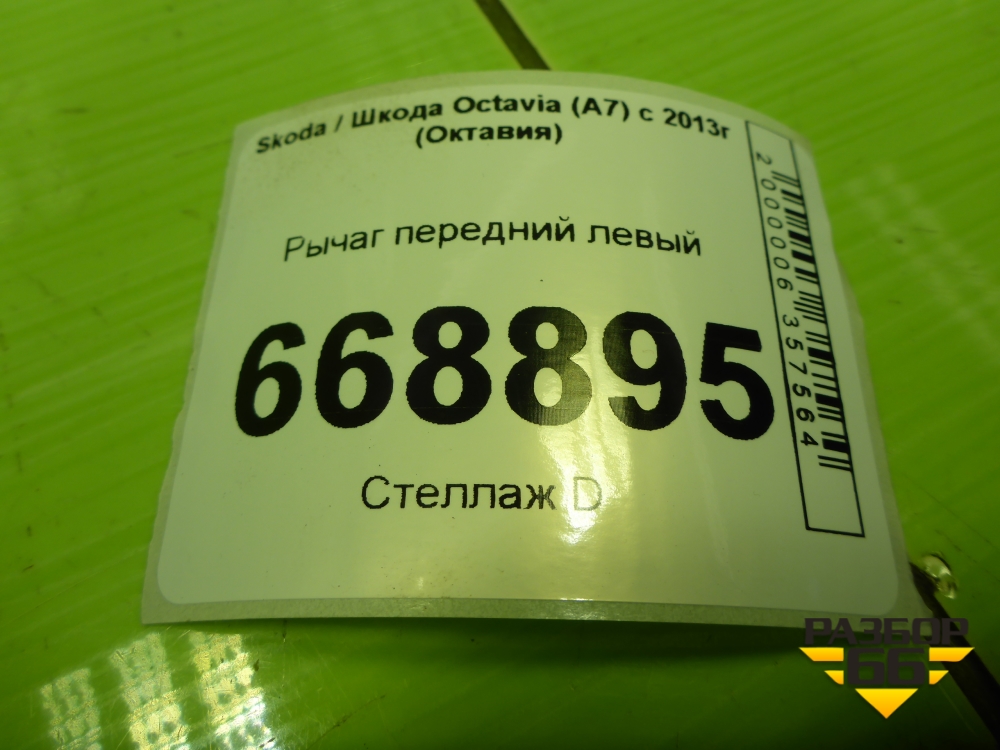 Skoda / Шкода Octavia (A7) с 2013г
(Октавия)
Рычаг передний левый
668895
Стеллаж D
2000006357564
РАЗБОР
66